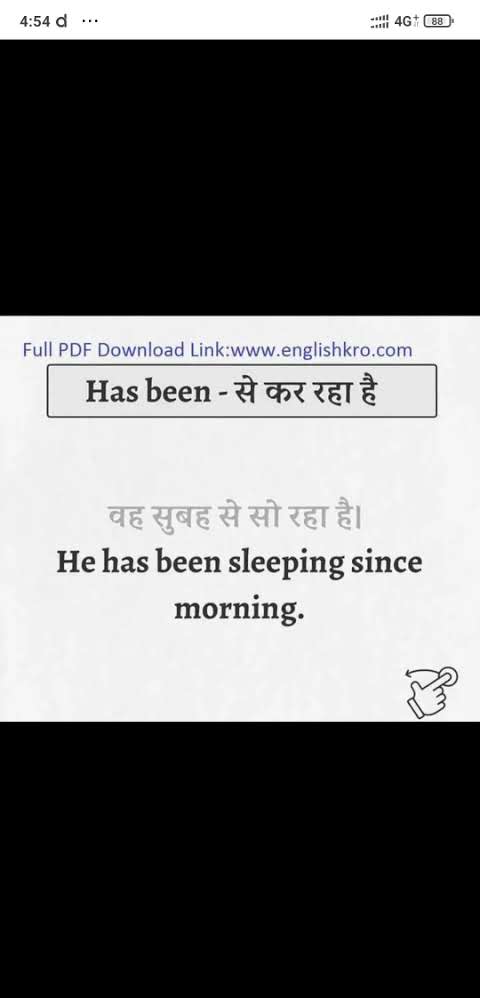 4:54 d ...
4G+ 88
Full PDF Download Link:www.englishkro.com
Has been - से कर रहा है
वह सुबह से सो रहा है।
He has been sleeping since
morning.